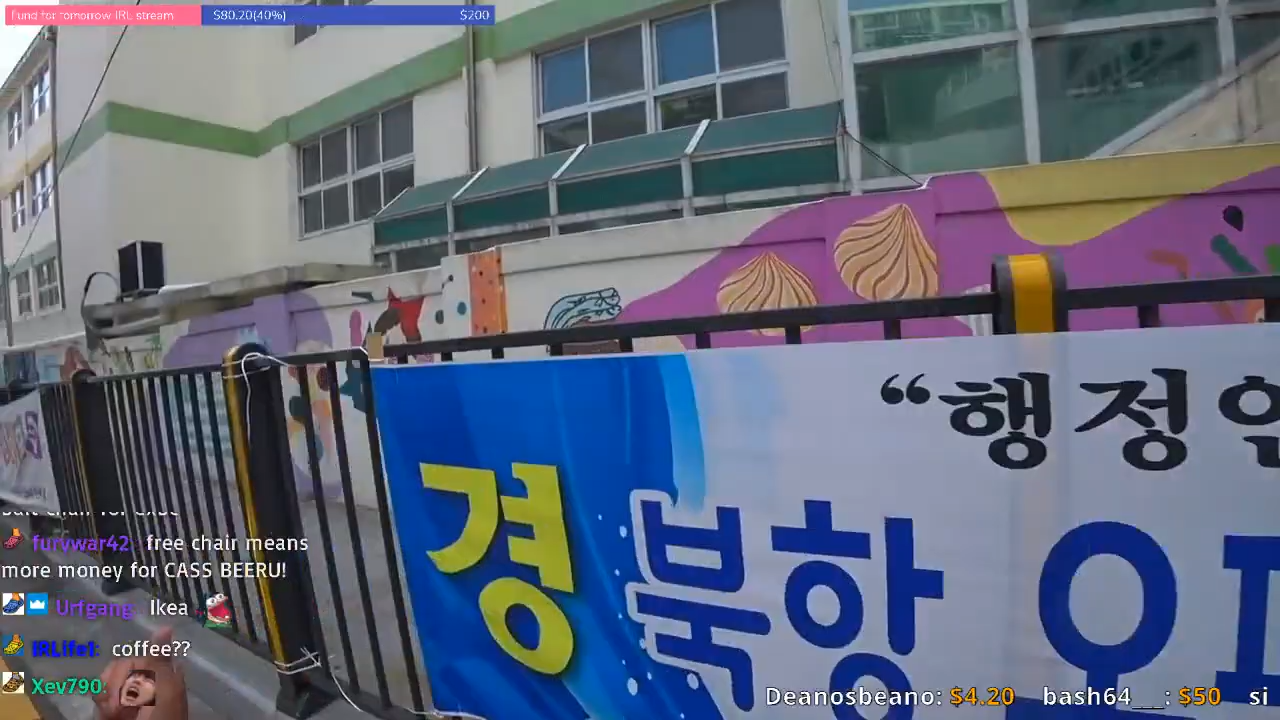 Fund for tomorrow IRL stream $80.20(40%) $200
“행정
경
북항 오
furywar42: free chair means
more money for CASS BEERU!
Urfgang: Ikea
IRLife1: coffee??
Xev790:
Deanosbeano: $4.20 bash64___: $50 si